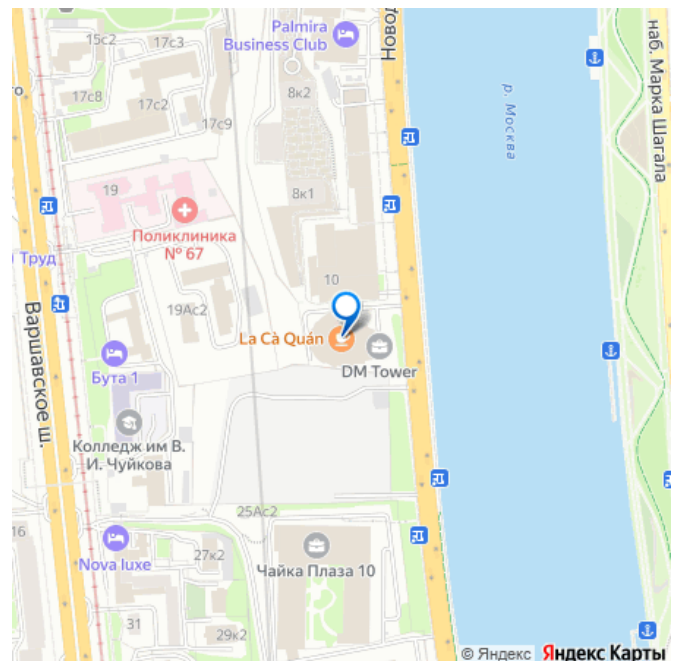 15с2
17с3
Palmira
Business Club
Новод
наб. Марка Шагала
ого
17с8
8к2
17с9
р. Москва
19
8к1
Поликлиника
№ 67
Труд
10
19Ас2
Варшавское ш.
La Cà Quán
DM Tower
Бута 1
Колледж им В.
И. Чуйкова
25Ас2
16
Nova luxe
27к2
Чайка Плаза 10
31
29к2
© Яндекс Яндекс Карты